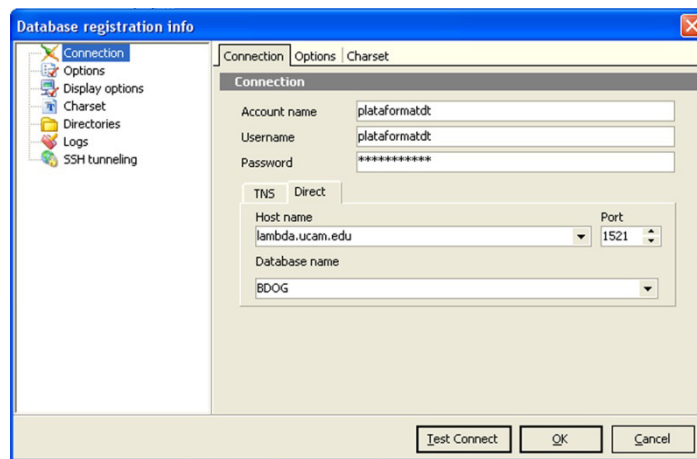 Database registration info
Connection
Options
Display options
Charset
Directories
Logs
SSH tunneling
Connection Options Charset
Connection
Account name plataformatdt
Username plataformatdt
Password ***********
TNS Direct
Host name Port
lambda.ucam.edu 1521
Database name
BDOG
Test Connect OK Cancel